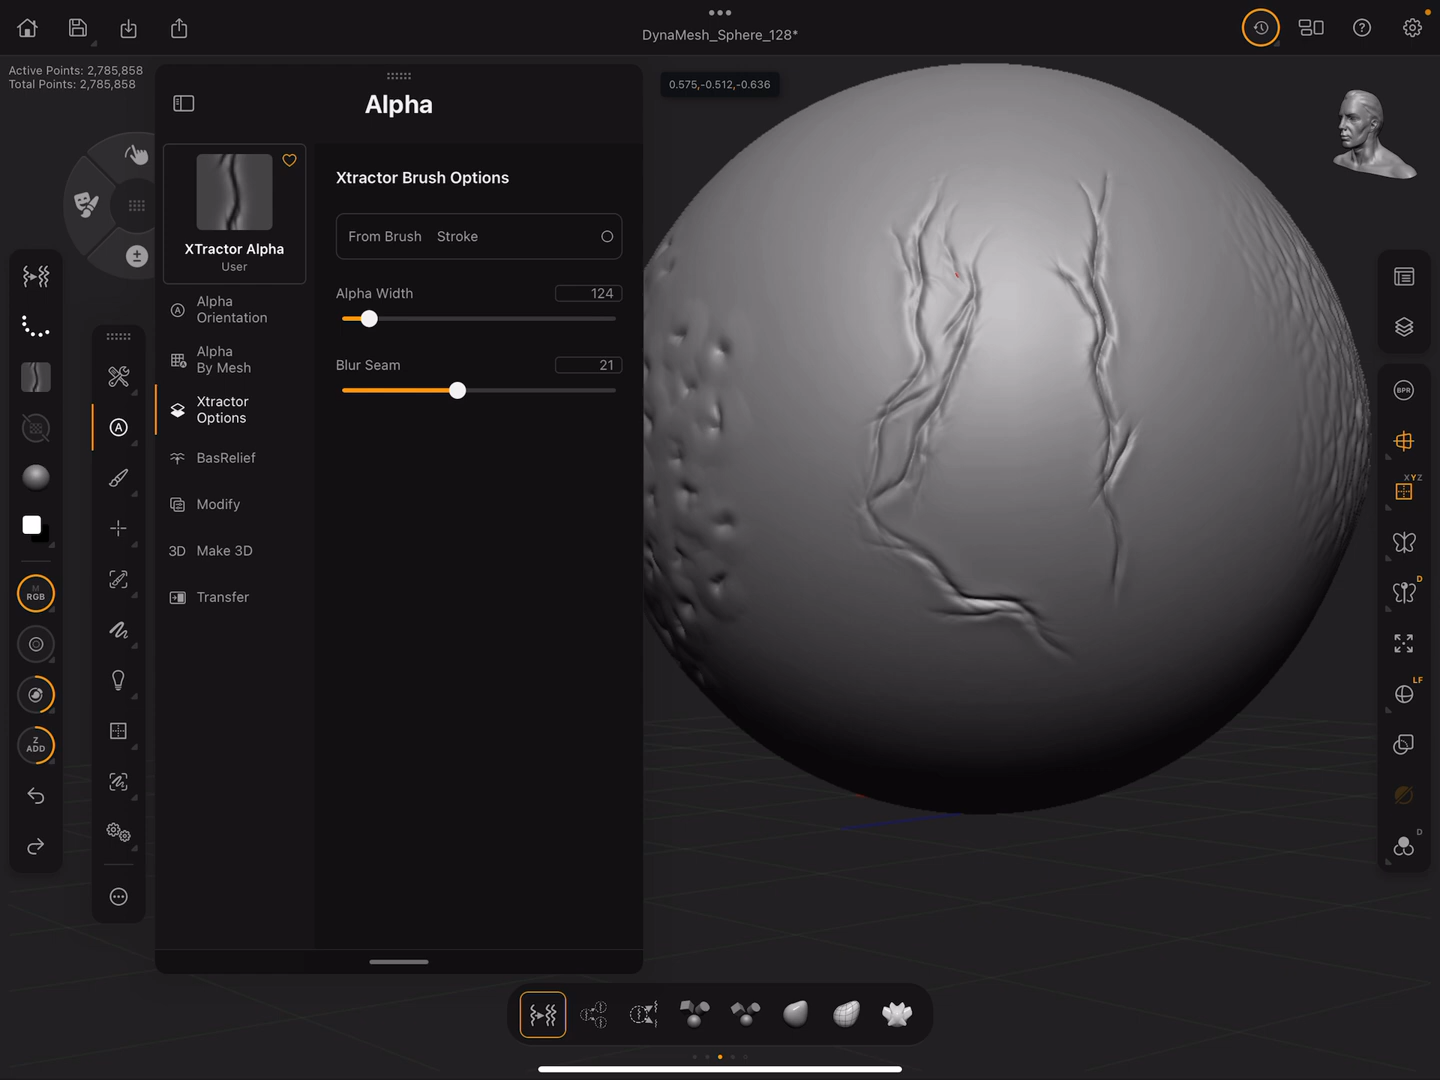 DynaMesh_Sphere_128*
Active Points: 2,785,858
Total Points: 2,785,858
Alpha
0.575,-0.512,-0.636
XTractor Alpha
User
Alpha
Orientation
Alpha
By Mesh
Xtractor
Options
BasRelief
Modify
3D Make 3D
Transfer
Xtractor Brush Options
From Brush Stroke
Alpha Width 124
Blur Seam 21
A
M
RGB
Z
ADD
BPR
XYZ
D
LF
D